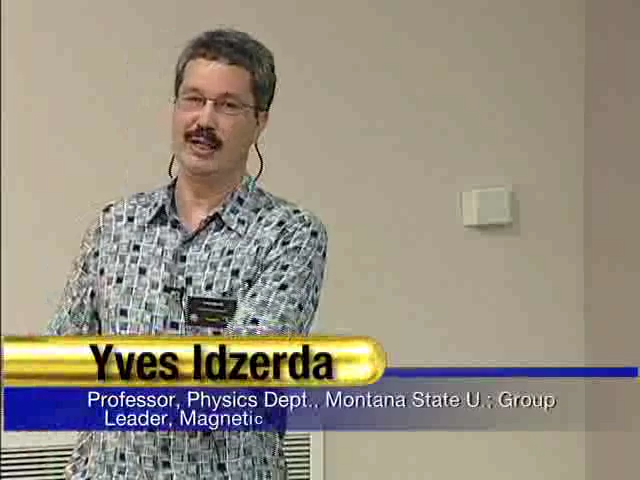 Yves Idzerda
Professor, Physics Dept., Montana State U.; Group
Leader, Magnetic